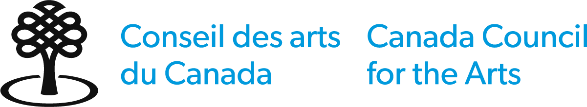 Conseil des arts
du Canada
Canada Council
for the Arts